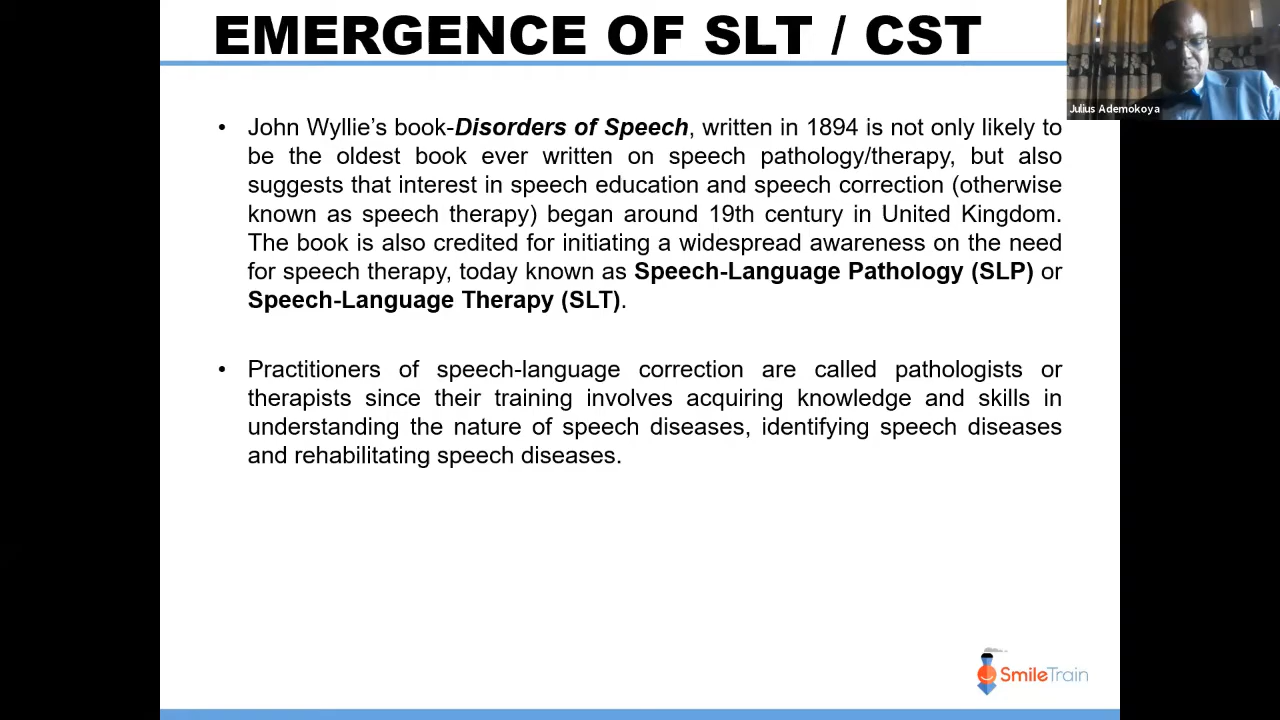 EMERGENCE OF SLT / CST
Julius Ademokoya
• John Wyllie’s book-Disorders of Speech, written in 1894 is not only likely to
be the oldest book ever written on speech pathology/therapy, but also
suggests that interest in speech education and speech correction (otherwise
known as speech therapy) began around 19th century in United Kingdom.
The book is also credited for initiating a widespread awareness on the need
for speech therapy, today known as Speech-Language Pathology (SLP) or
Speech-Language Therapy (SLT).
• Practitioners of speech-language correction are called pathologists or
therapists since their training involves acquiring knowledge and skills in
understanding the nature of speech diseases, identifying speech diseases
and rehabilitating speech diseases.
SmileTrain